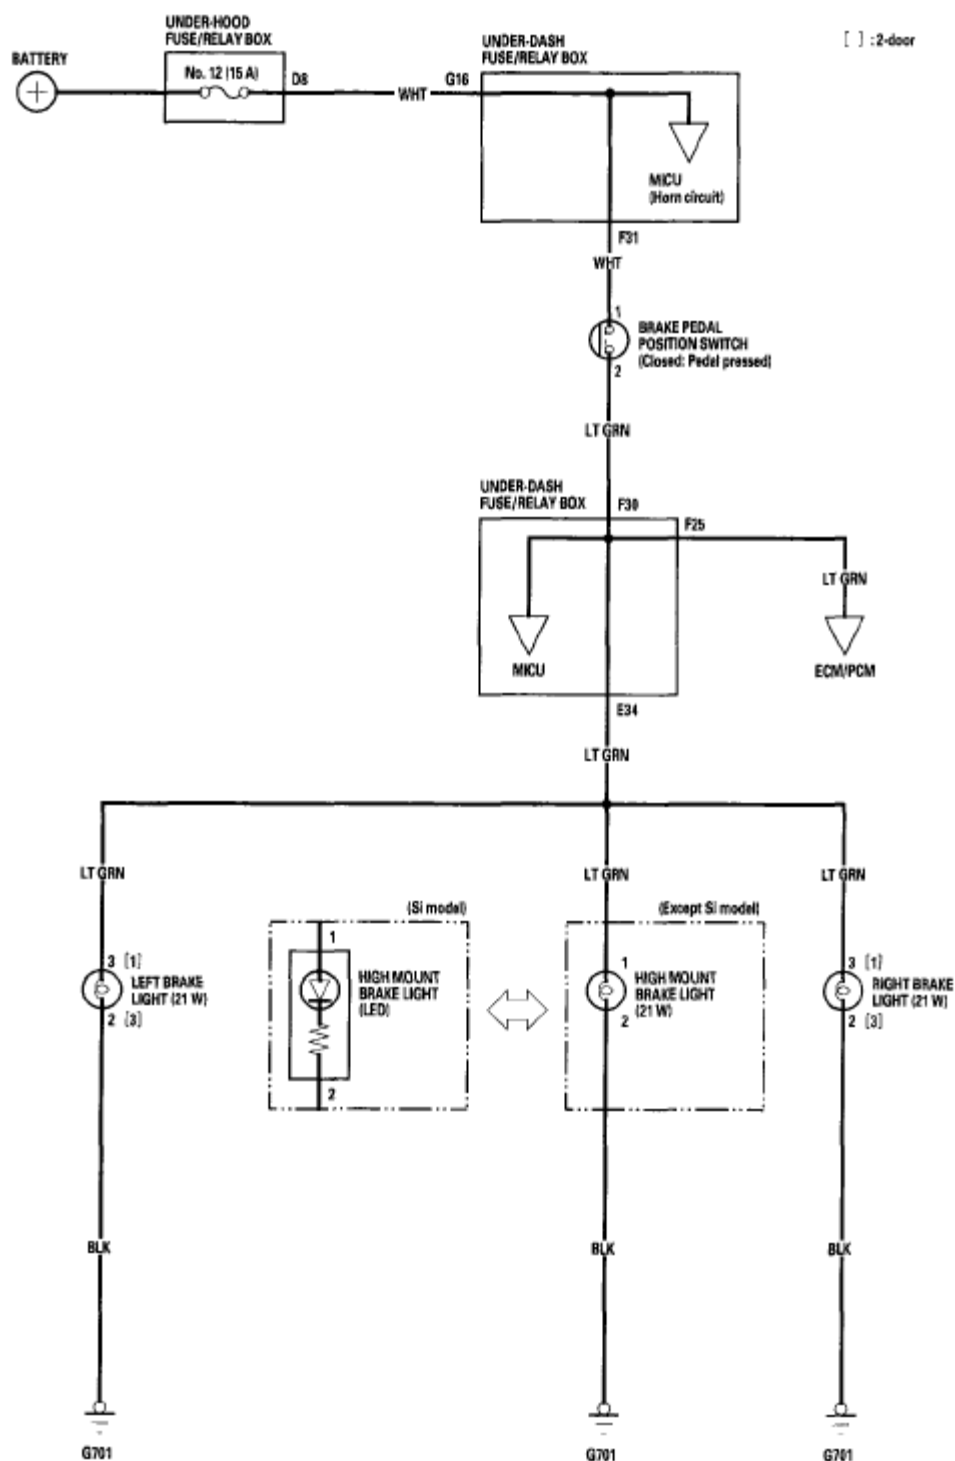 UNDER-HOOD
FUSE/RELAY BOX
UNDER-DASH
FUSE/RELAY BOX
[ ] : 2-door
BATTERY
No. 12 (15 A)
D8
WHT
G16
MICU
(Horn circuit)
F31
WHT
1
BRAKE PEDAL
POSITION SWITCH
(Closed: Pedal pressed)
2
LT GRN
UNDER-DASH
FUSE/RELAY BOX
F30
F25
LT GRN
MICU
ECM/PCM
E34
LT GRN
LT GRN
LT GRN
LT GRN
(Si model)
(Except Si model)
3 [1]
LEFT BRAKE
LIGHT (21 W)
2 [3]
1
HIGH MOUNT
BRAKE LIGHT
(LED)
2
1
HIGH MOUNT
BRAKE LIGHT
(21 W)
2
3 [1]
RIGHT BRAKE
LIGHT (21 W)
2 [3]
BLK
BLK
BLK
G701
G701
G701